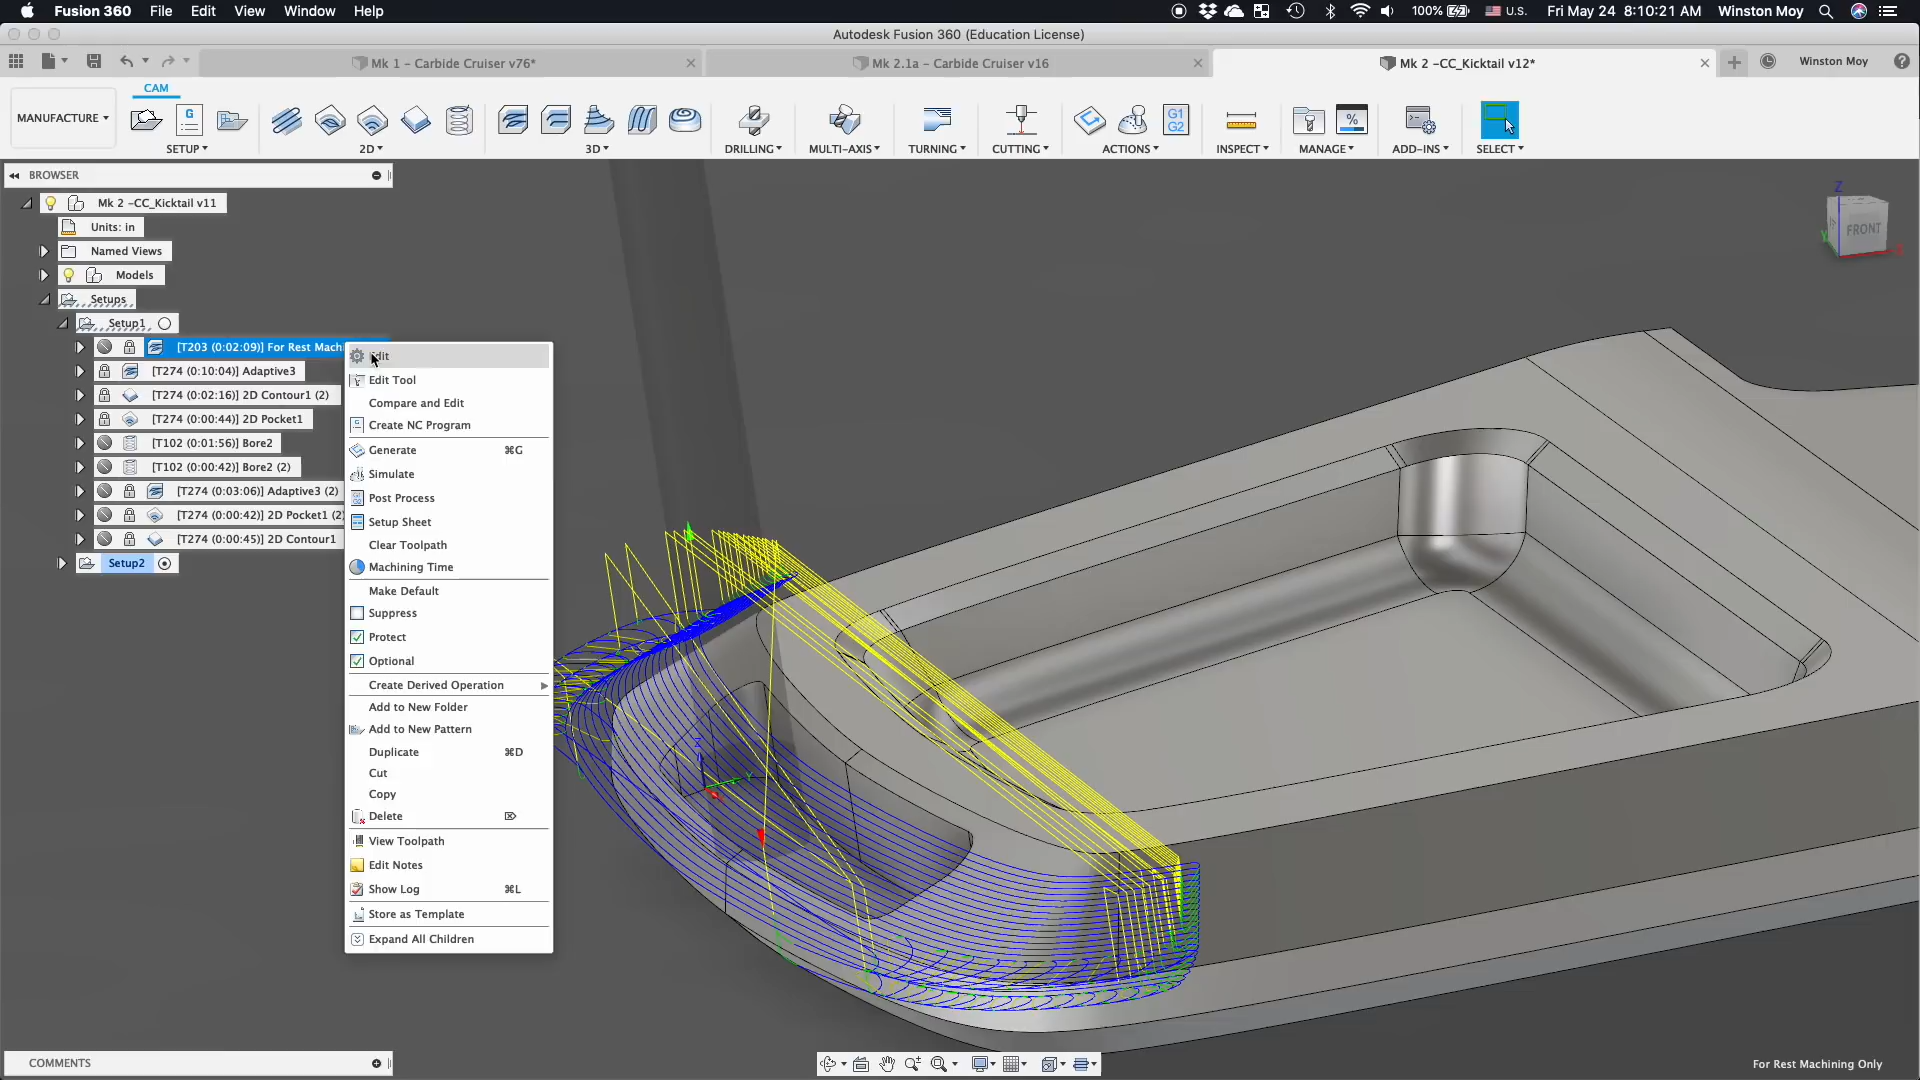 Fusion 360 File Edit View Window Help
100% U.S. Fri May 24 8:10:21 AM Winston Moy
Autodesk Fusion 360 (Education License)
Mk 1 - Carbide Cruiser v76*
Mk 2.1a - Carbide Cruiser v16
Mk 2 -CC_Kicktail v12*
Winston Moy
CAM
MANUFACTURE
SETUP 2D 3D DRILLING MULTI-AXIS TURNING CUTTING ACTIONS INSPECT MANAGE ADD-INS SELECT
G
G1
G2
%
BROWSER
Mk 2 -CC_Kicktail v11
Units: in
Named Views
Models
Setups
Setup1
[T203 (0:02:09)] For Rest Machi
[T274 (0:10:04)] Adaptive3
[T274 (0:02:16)] 2D Contour1 (2)
[T274 (0:00:44)] 2D Pocket1
[T102 (0:01:56)] Bore2
[T102 (0:00:42)] Bore2 (2)
[T274 (0:03:06)] Adaptive3 (2)
[T274 (0:00:42)] 2D Pocket1 (2)
[T274 (0:00:45)] 2D Contour1
Setup2
Edit
Edit Tool
Compare and Edit
Create NC Program
Generate ⌘G
Simulate
Post Process
Setup Sheet
Clear Toolpath
Machining Time
Make Default
Suppress
Protect
Optional
Create Derived Operation
Add to New Folder
Add to New Pattern
Duplicate ⌘D
Cut
Copy
Delete ⌦
View Toolpath
Edit Notes
Show Log ⌘L
Store as Template
Expand All Children
Z
FRONT
COMMENTS
For Rest Machining Only